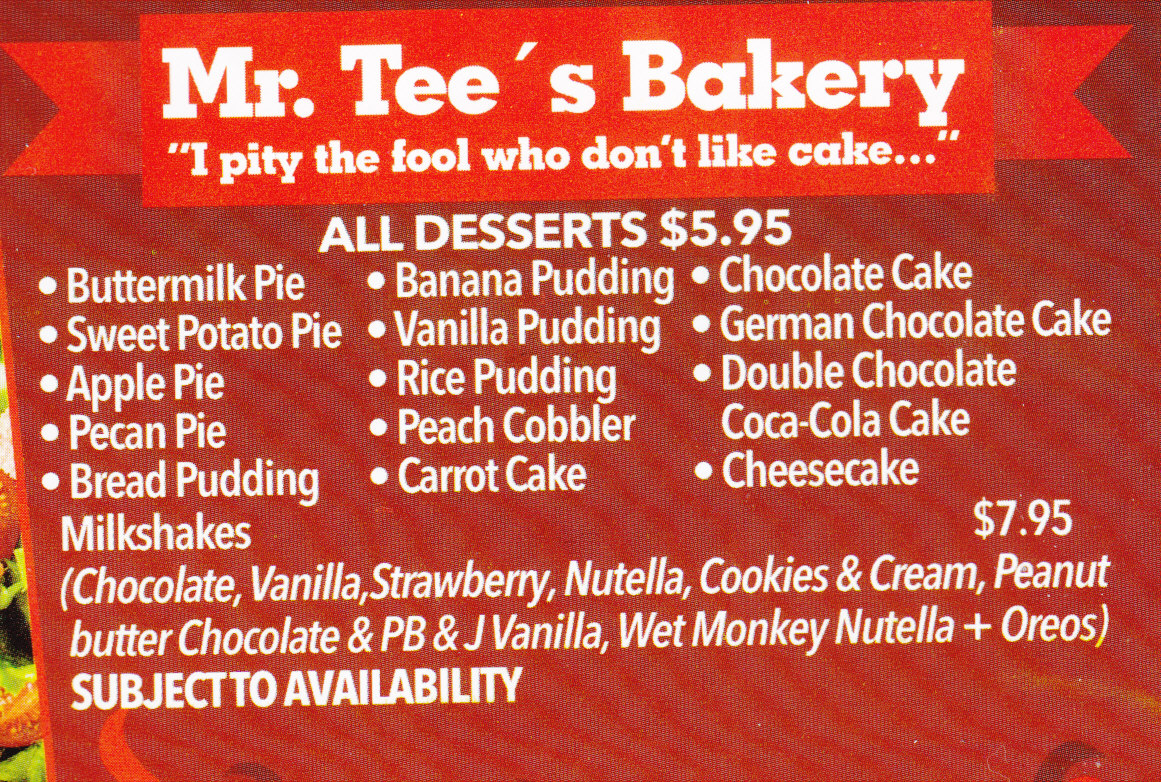 Mr. Tee´s Bakery
"I pity the fool who don't like cake..."
ALL DESSERTS $5.95
• Buttermilk Pie • Banana Pudding • Chocolate Cake
• Sweet Potato Pie • Vanilla Pudding • German Chocolate Cake
• Apple Pie • Rice Pudding • Double Chocolate
• Pecan Pie • Peach Cobbler Coca-Cola Cake
• Bread Pudding • Carrot Cake • Cheesecake
Milkshakes $7.95
(Chocolate, Vanilla,Strawberry, Nutella, Cookies & Cream, Peanut
butter Chocolate & PB & J Vanilla, Wet Monkey Nutella + Oreos)
SUBJECT TO AVAILABILITY